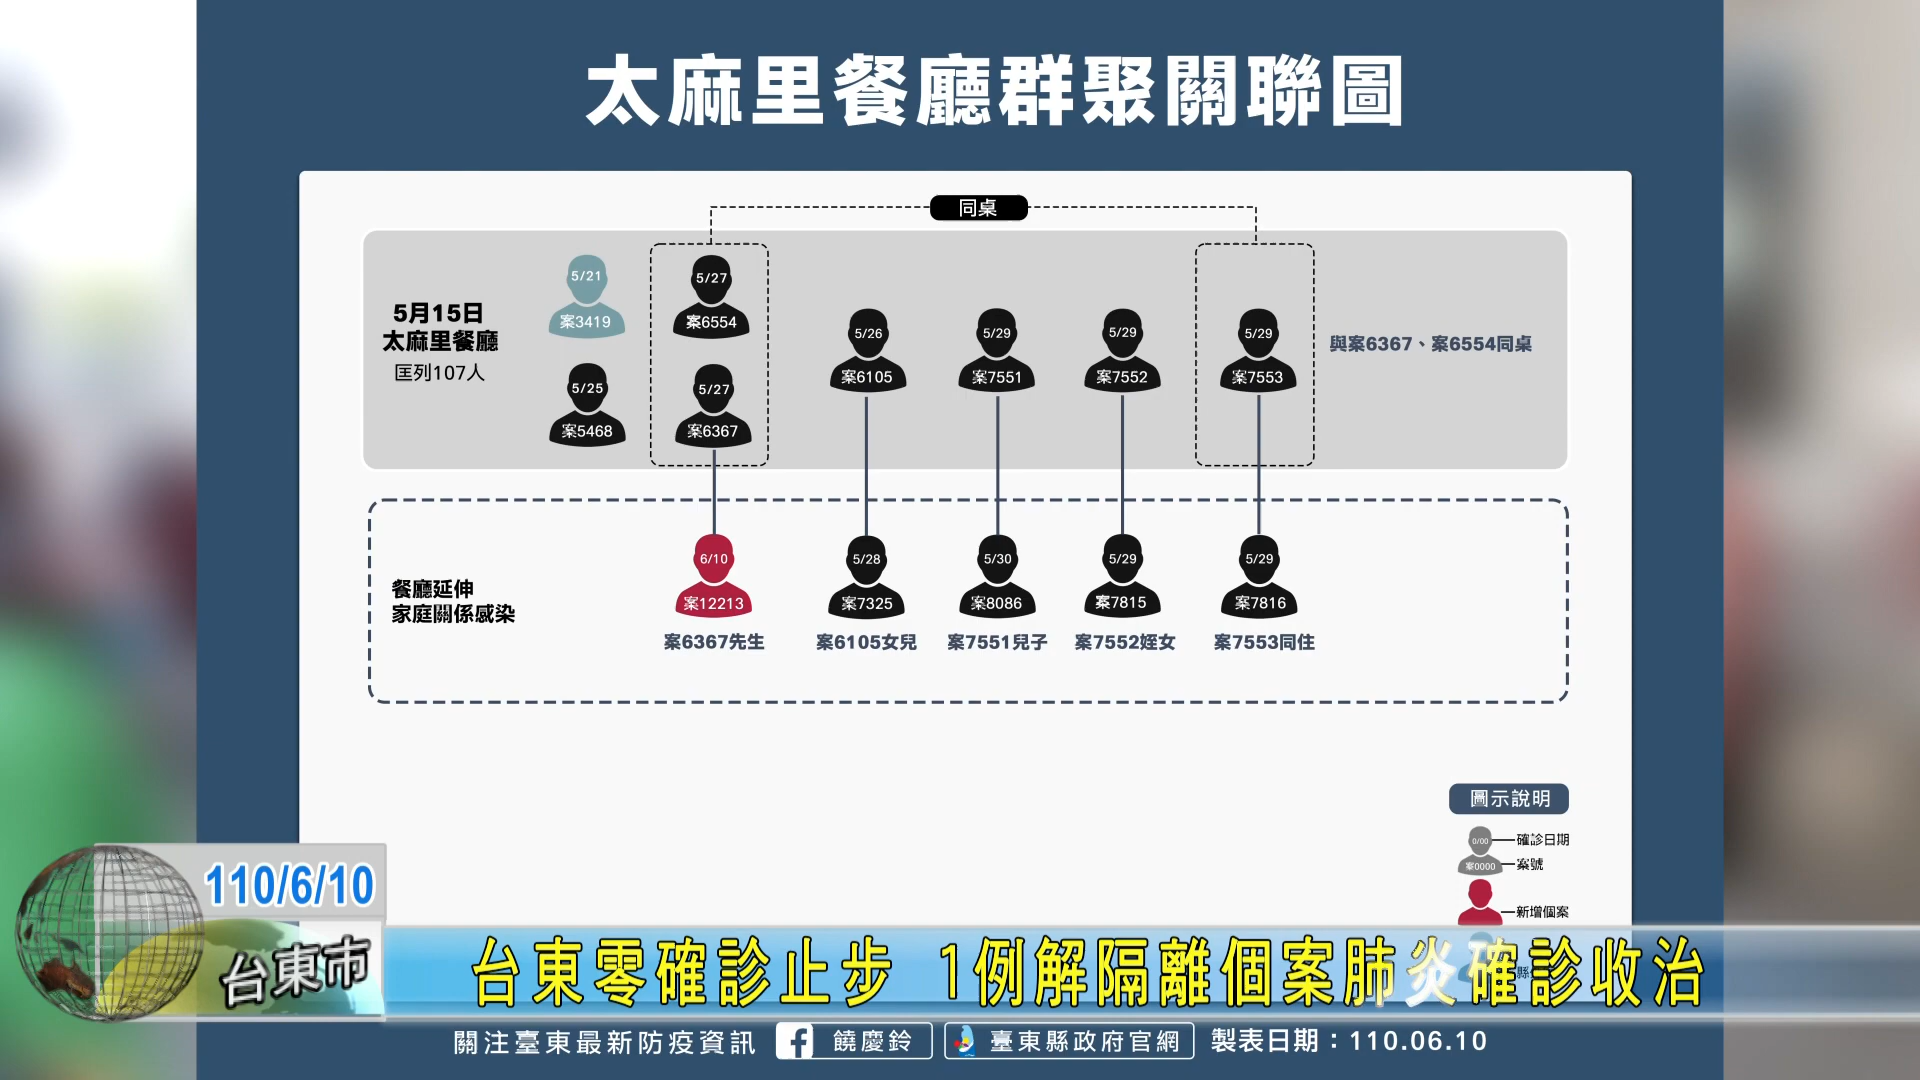 太麻里餐廳群聚關聯圖
同桌
5月15日
太麻里餐廳
匡列107人
5/21
案3419
5/27
案6554
5/25
案5468
5/27
案6367
5/26
案6105
5/29
案7551
5/29
案7552
5/29
案7553
與案6367、案6554同桌
餐廳延伸
家庭關係感染
6/10
案12213
案6367先生
5/28
案7325
案6105女兒
5/30
案8086
案7551兒子
5/29
案7815
案7552姪女
5/29
案7816
案7553同住
圖示說明
0/00
確診日期
案0000
案號
新增個案
110/6/10
台東市
台東零確診止步 1例解隔離個案肺炎確診收治
關注臺東最新防疫資訊 饒慶鈴 臺東縣政府官網 製表日期：110.06.10